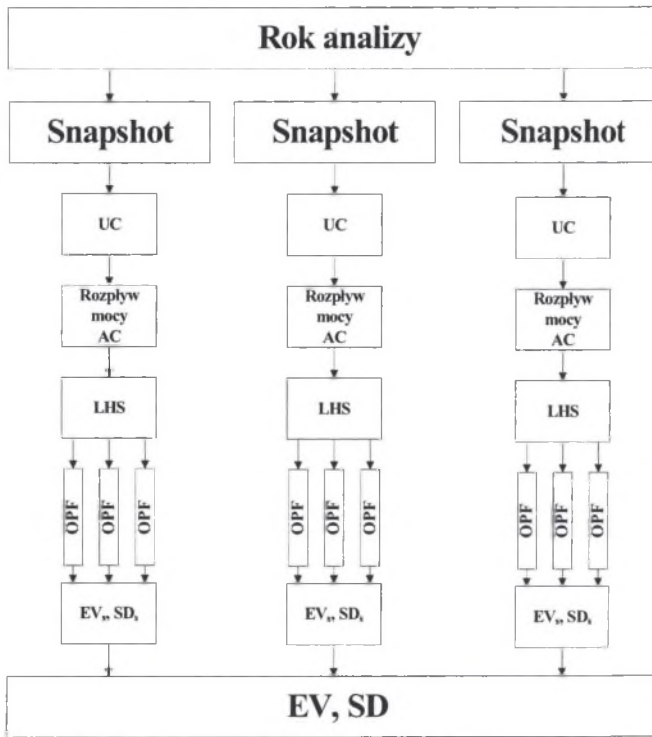 Rok analizy
Snapshot
Snapshot
Snapshot
UC
UC
UC
Rozpływ
mocy
AC
Rozpływ
mocy
AC
Rozpływ
mocy
AC
LHS
LHS
LHS
OPF
OPF
OPF
OPF
OPF
OPF
OPF
OPF
OPF
EVs, SDs
EVs, SDs
EVs, SDs
EV, SD